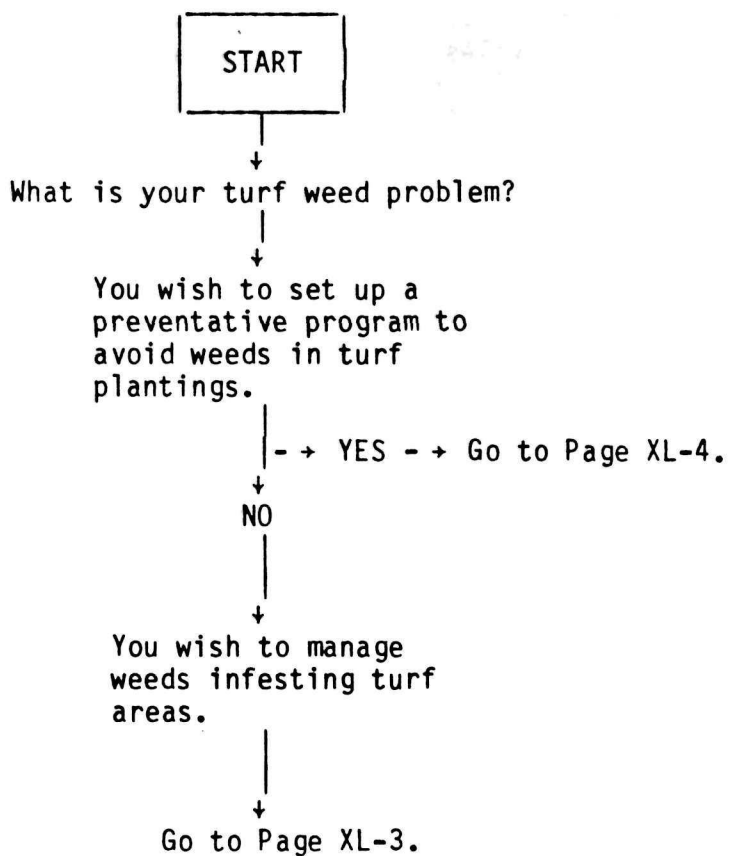 START
What is your turf weed problem?
You wish to set up a
preventative program to
avoid weeds in turf
plantings.
YES Go to Page XL-4.
NO
You wish to manage
weeds infesting turf
areas.
Go to Page XL-3.